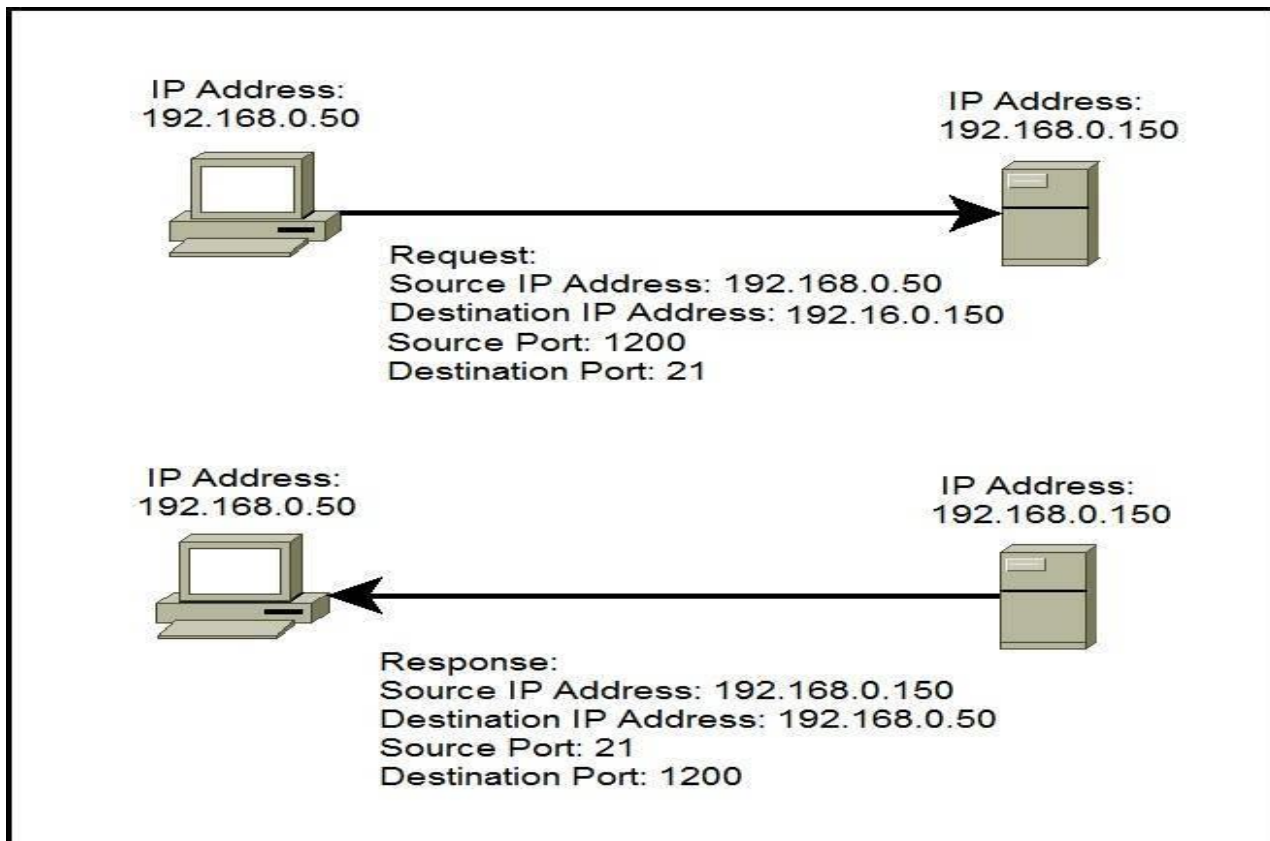 IP Address:
192.168.0.50
IP Address:
192.168.0.150
Request:
Source IP Address: 192.168.0.50
Destination IP Address: 192.16.0.150
Source Port: 1200
Destination Port: 21
IP Address:
192.168.0.50
IP Address:
192.168.0.150
Response:
Source IP Address: 192.168.0.150
Destination IP Address: 192.168.0.50
Source Port: 21
Destination Port: 1200